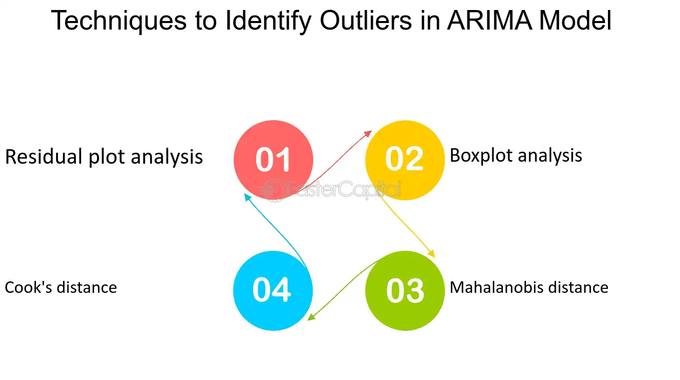 Techniques to Identify Outliers in ARIMA Model
Residual plot analysis
01
02
Boxplot analysis
FasterCapital
Cook's distance
04
03
Mahalanobis distance